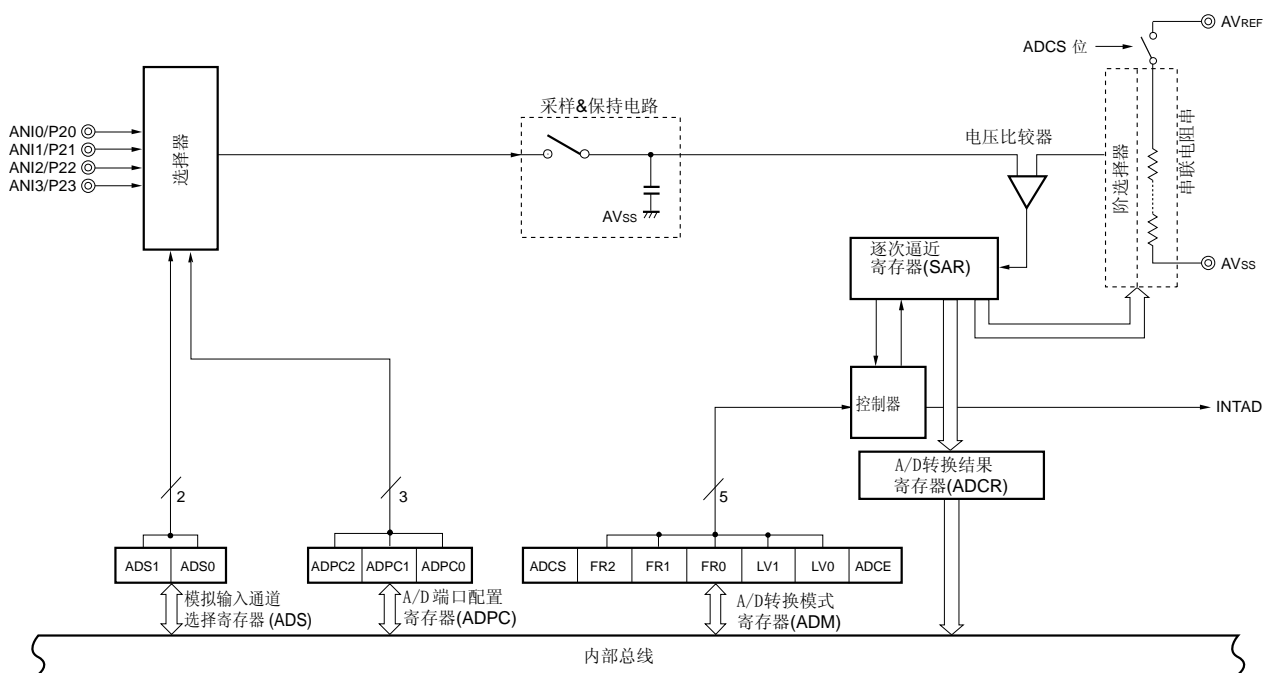 AVREF
ADCS 位
采样&保持电路
ANI0/P20
ANI1/P21
ANI2/P22
ANI3/P23
选择器
电压比较器
阶选择器
串联电阻串
AVss
AVSS
逐次逼近
寄存器(SAR)
控制器
INTAD
A/D转换结果
寄存器(ADCR)
2
3
5
ADS1 ADS0
ADPC2 ADPC1 ADPC0
ADCS FR2 FR1 FR0 LV1 LV0 ADCE
模拟输入通道
选择寄存器 (ADS)
A/D 端口配置
寄存器(ADPC)
A/D转换模式
寄存器(ADM)
内部总线